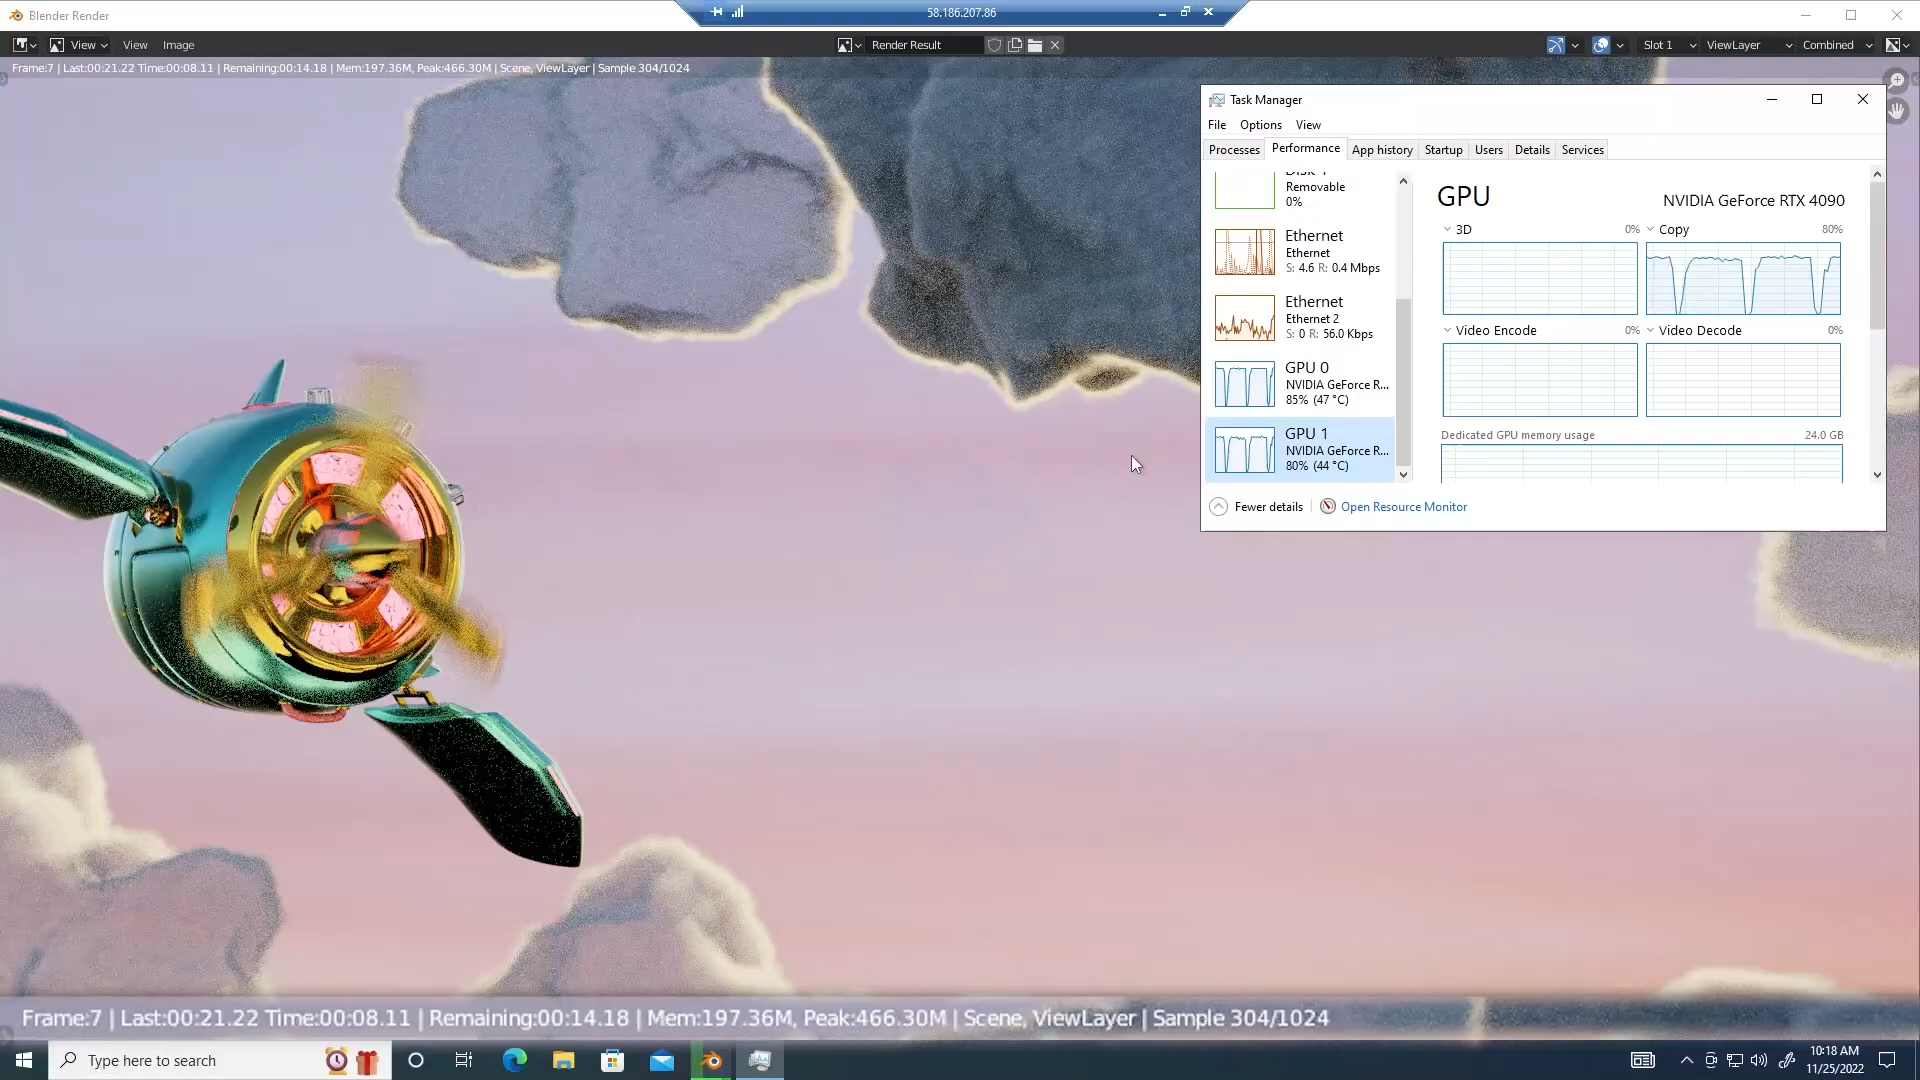 Blender Render
58.186.207.86
View
View
Image
Render Result
Slot 1
ViewLayer
Combined
Frame:7 | Last:00:21.22 Time:00:08.11 | Remaining:00:14.18 | Mem:197.36M, Peak:466.30M | Scene, ViewLayer | Sample 304/1024
Task Manager
File Options View
Processes Performance App history Startup Users Details Services
Removable
0%
Ethernet
Ethernet
S: 4.6 R: 0.4 Mbps
Ethernet
Ethernet 2
S: 0 R: 56.0 Kbps
GPU 0
NVIDIA GeForce R...
85% (47 °C)
GPU 1
NVIDIA GeForce R...
80% (44 °C)
GPU
NVIDIA GeForce RTX 4090
3D 0%
Copy 80%
Video Encode 0%
Video Decode 0%
Dedicated GPU memory usage 24.0 GB
Fewer details
Open Resource Monitor
Frame:7 | Last:00:21.22 Time:00:08.11 | Remaining:00:14.18 | Mem:197.36M, Peak:466.30M | Scene, ViewLayer | Sample 304/1024
Type here to search
10:18 AM
11/25/2022